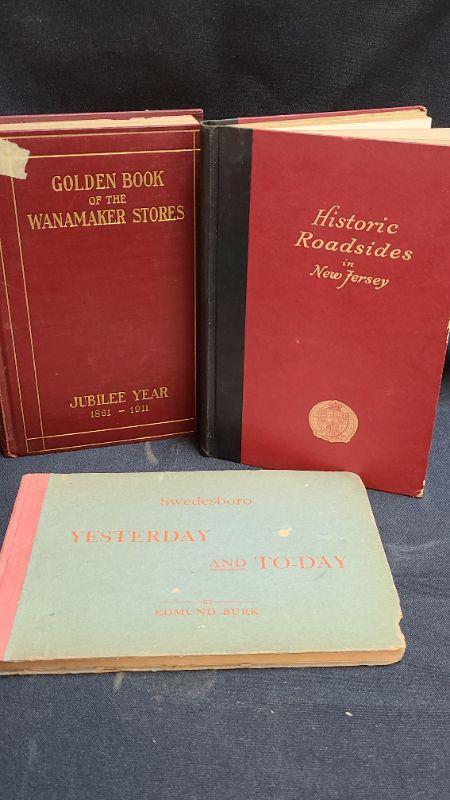 GOLDEN BOOK
OF THE
WANAMAKER STORES
JUBILEE YEAR
1861 - 1911
Historic
Roadsides
in
New Jersey
Swedesboro
YESTERDAY
AND TO-DAY
BY
EDMUND BURK